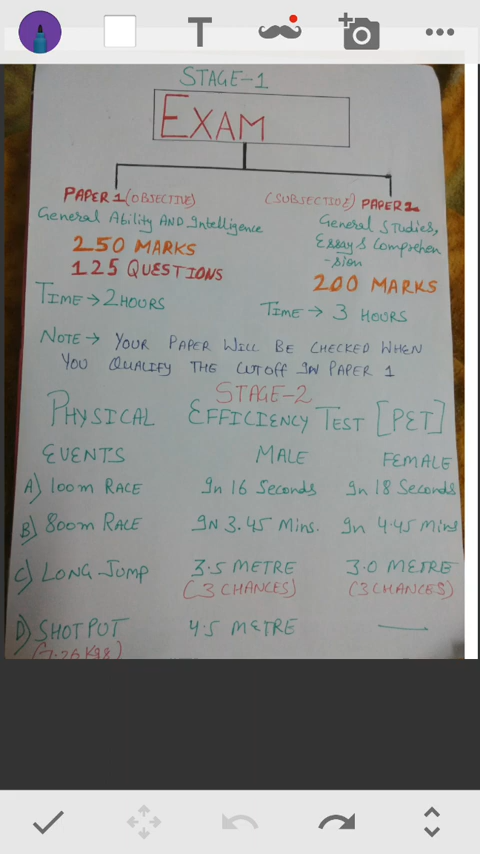 T
STAGE-1
EXAM
PAPER 1 (OBJECTIVE)
General Ability AND Intelligence
250 MARKS
125 QUESTIONS
TIME → 2 HOURS
(SUBJECTIVE) PAPER 2
General Studies,
Essay & Comprehen
-sion
200 MARKS
TIME → 3 HOURS
NOTE → YOUR PAPER WILL BE CHECKED WHEN
YOU QUALIFY THE CUTOFF IN PAPER 1
STAGE-2
PHYSICAL EFFICIENCY TEST [PET]
EVENTS MALE FEMALE
A) 100m RACE In 16 Seconds In 18 Seconds
B) 800m RACE IN 3.45 Mins. In 4.45 Mins
C) LONG JUMP 3.5 METRE 3.0 METRE
(3 CHANCES) (3 CHANCES)
D) SHOTPUT 4.5 METRE —
(7.26 Kgs)